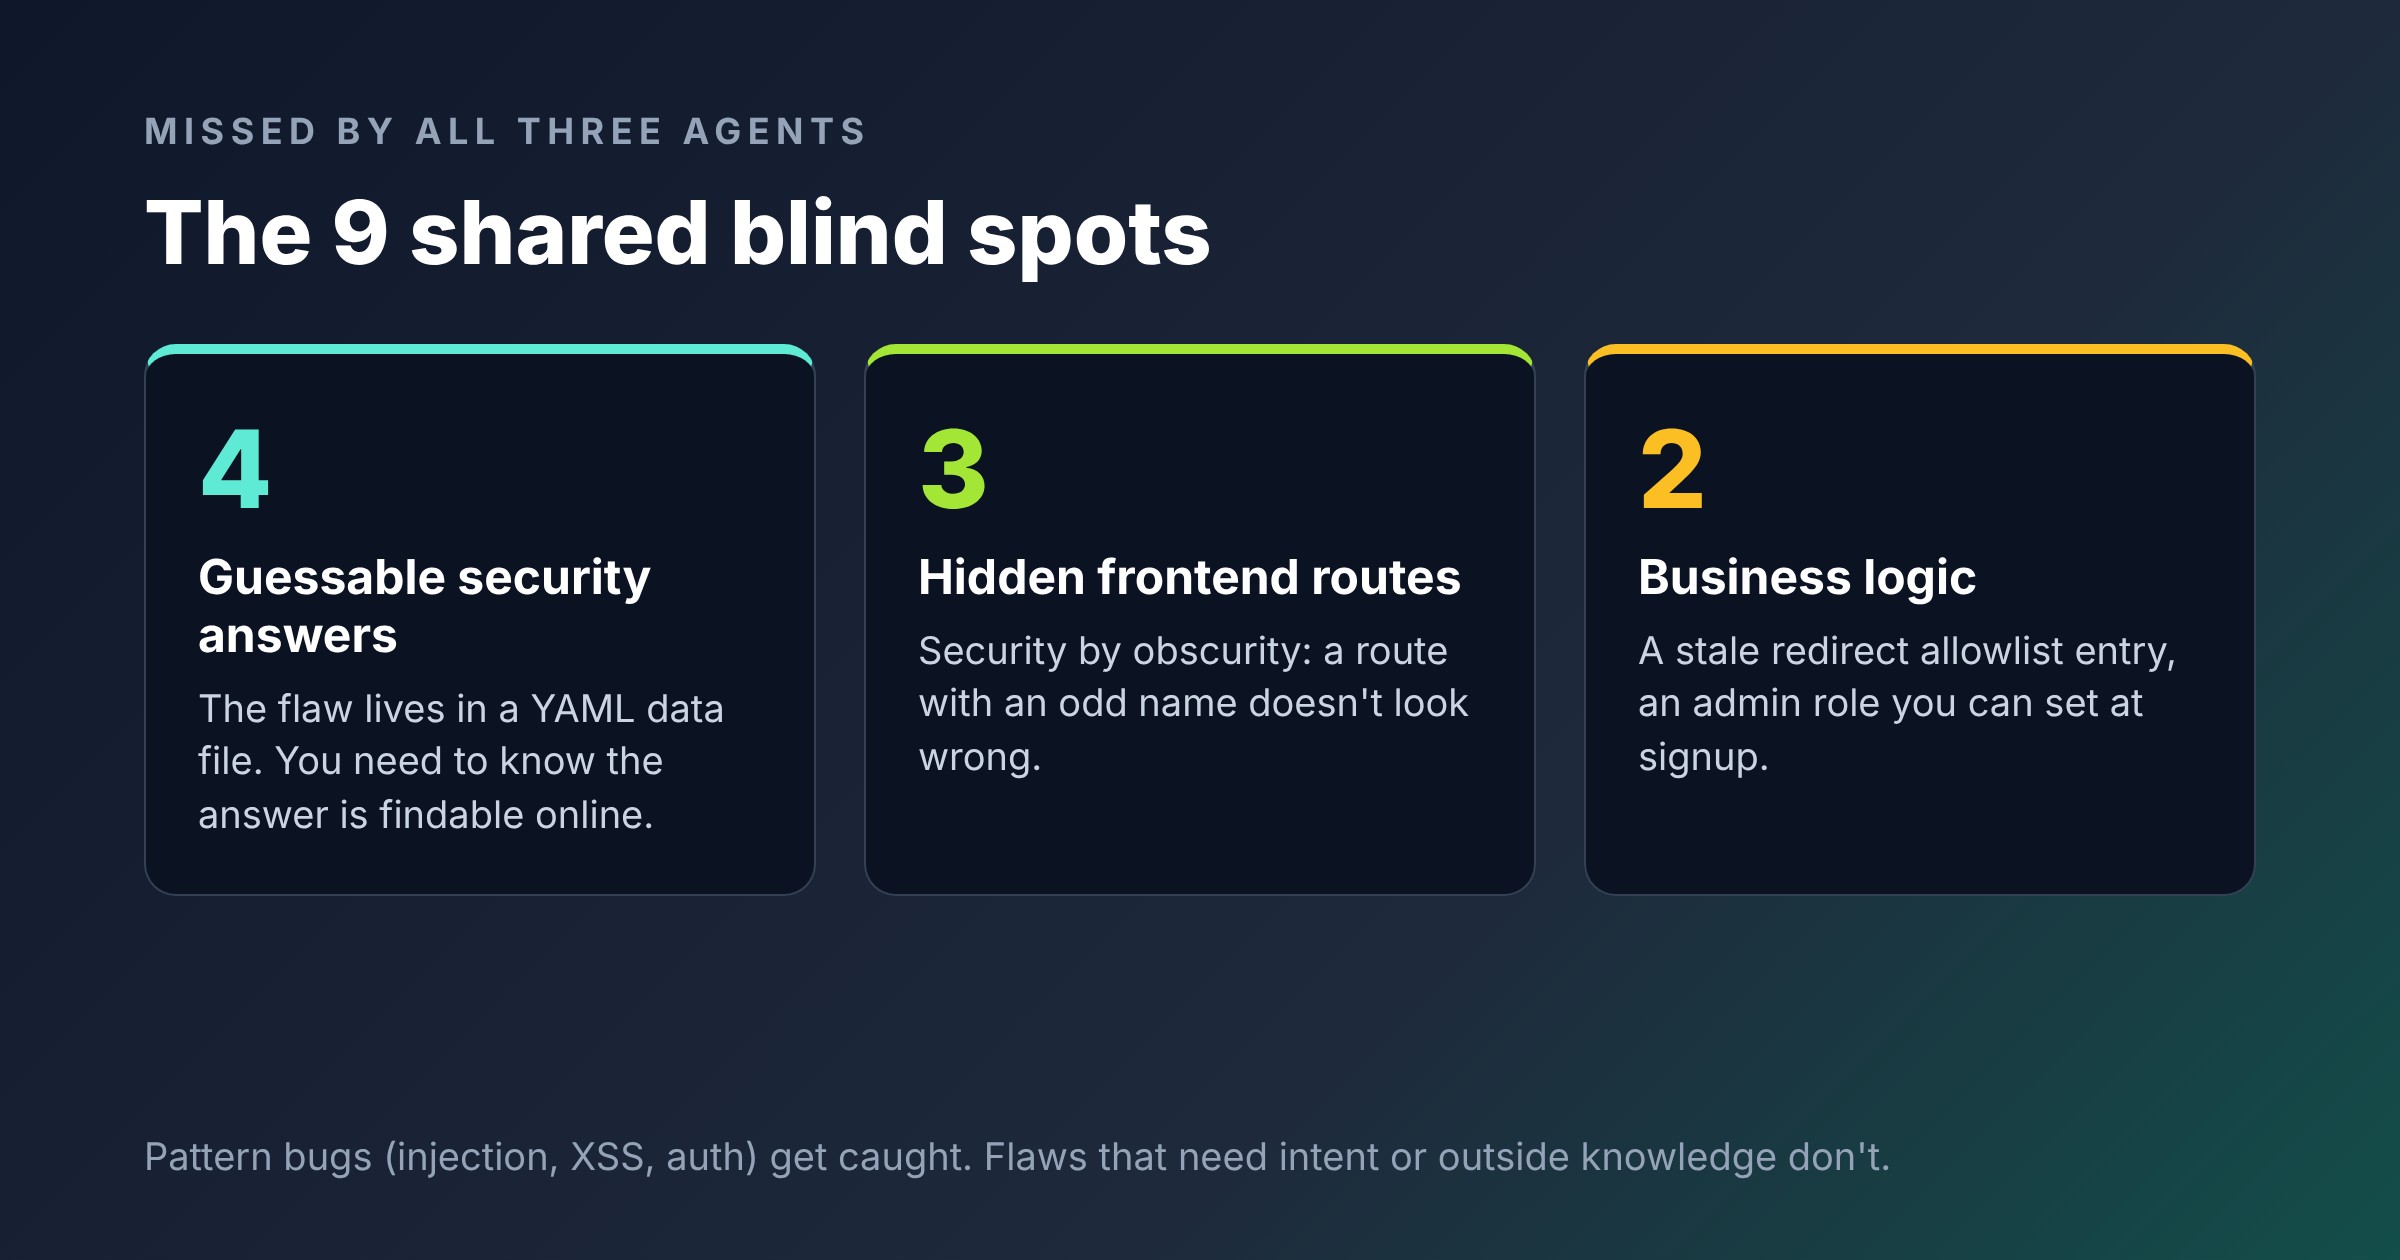 MISSED BY ALL THREE AGENTS
The 9 shared blind spots
4
Guessable security
answers
The flaw lives in a YAML data
file. You need to know the
answer is findable online.
3
Hidden frontend routes
Security by obscurity: a route
with an odd name doesn't look
wrong.
2
Business logic
A stale redirect allowlist entry,
an admin role you can set at
signup.
Pattern bugs (injection, XSS, auth) get caught. Flaws that need intent or outside knowledge don't.